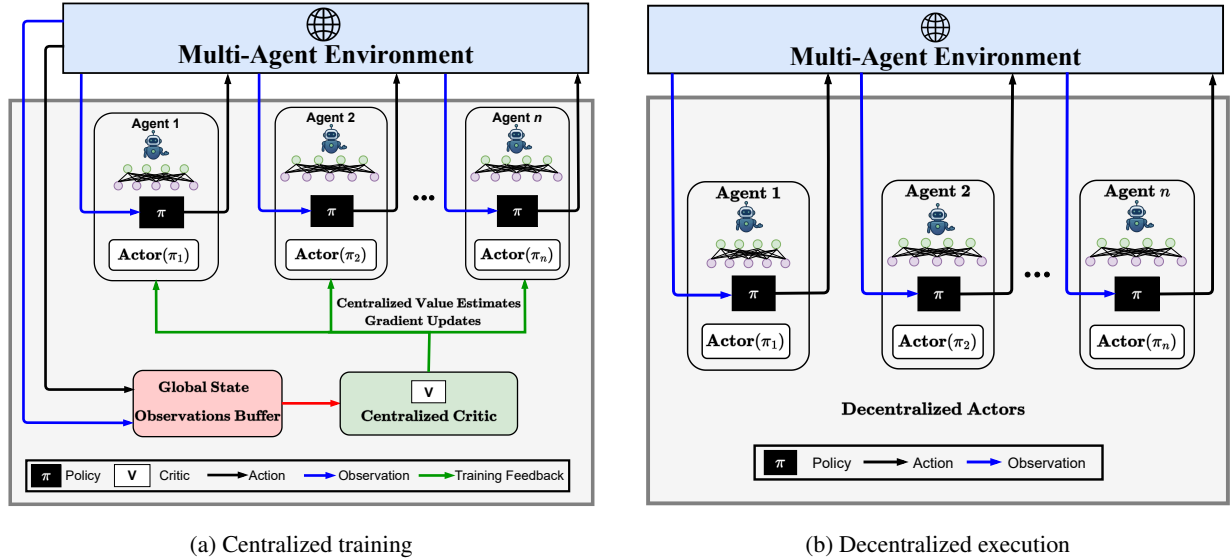 Multi-Agent Environment
Agent 1
π
Actor(π₁)
Agent 2
π
Actor(π₂)
•••
Agent n
π
Actor(πₙ)
Centralized Value Estimates
Gradient Updates
Global State
Observations Buffer
V
Centralized Critic
π Policy V Critic Action Observation Training Feedback
(a) Centralized training
Multi-Agent Environment
Agent 1
π
Actor(π₁)
Agent 2
π
Actor(π₂)
•••
Agent n
π
Actor(πₙ)
Decentralized Actors
π Policy Action Observation
(b) Decentralized execution